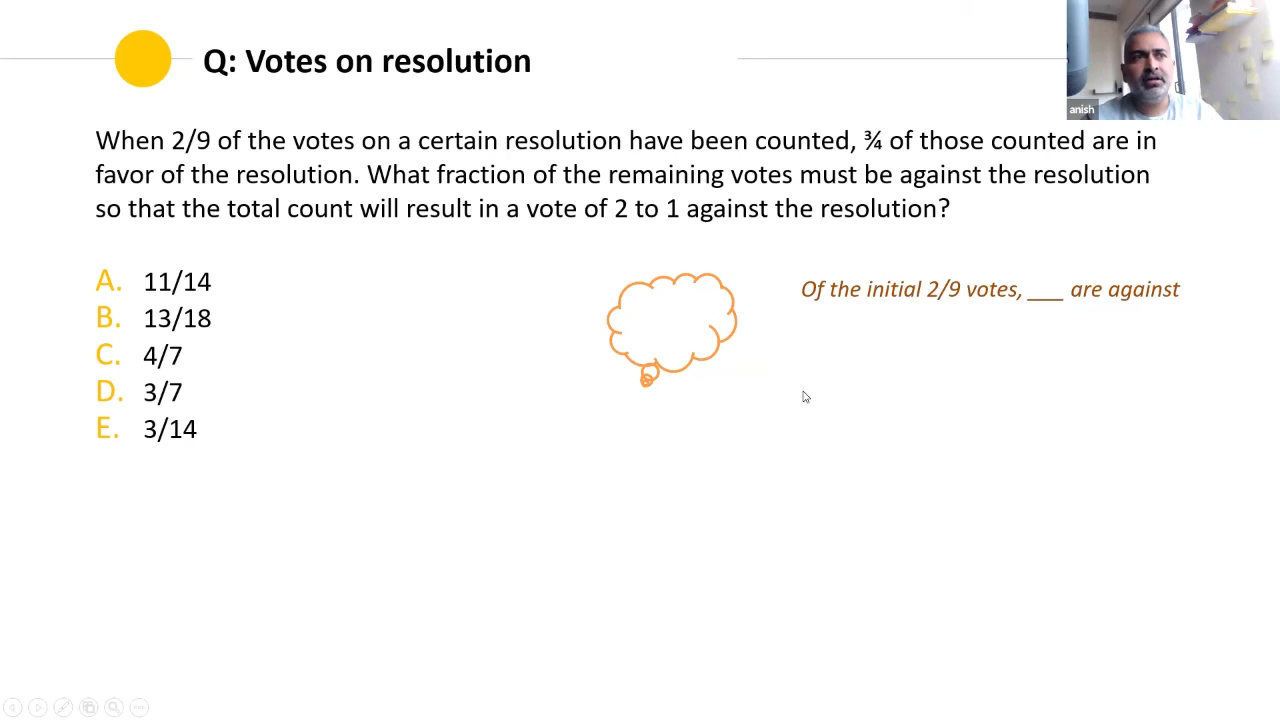 Q: Votes on resolution
anish
When 2/9 of the votes on a certain resolution have been counted, ¾ of those counted are in
favor of the resolution. What fraction of the remaining votes must be against the resolution
so that the total count will result in a vote of 2 to 1 against the resolution?
A. 11/14
B. 13/18
C. 4/7
D. 3/7
E. 3/14
Of the initial 2/9 votes, ___ are against